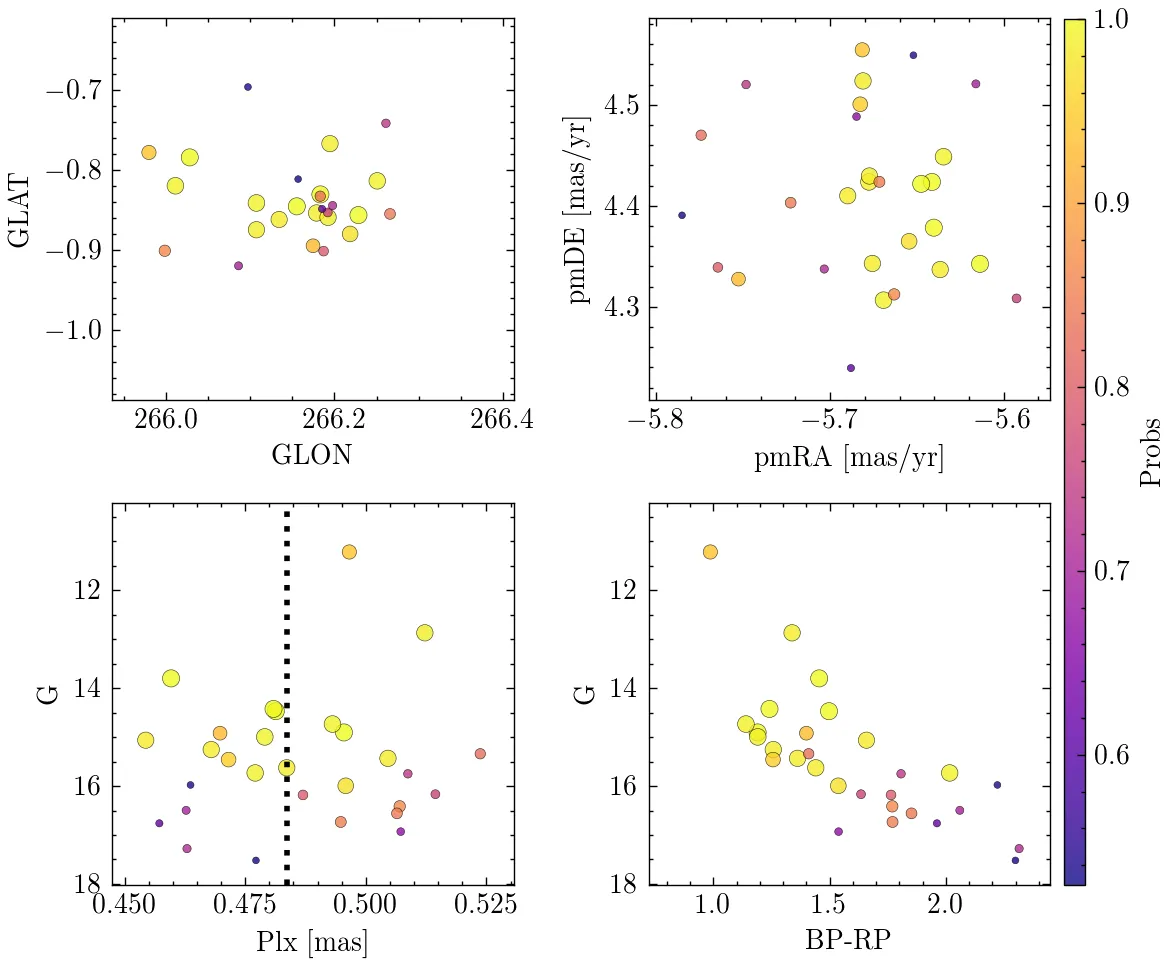 −0.7
−0.8
−0.9
−1.0
GLAT
266.0 266.2 266.4
GLON
4.5
4.4
4.3
pmDE [mas/yr]
−5.8 −5.7 −5.6
pmRA [mas/yr]
12
14
16
18
G
0.450 0.475 0.500 0.525
Plx [mas]
12
14
16
18
G
1.0 1.5 2.0
BP-RP
1.0
0.9
0.8
0.7
0.6
Probs